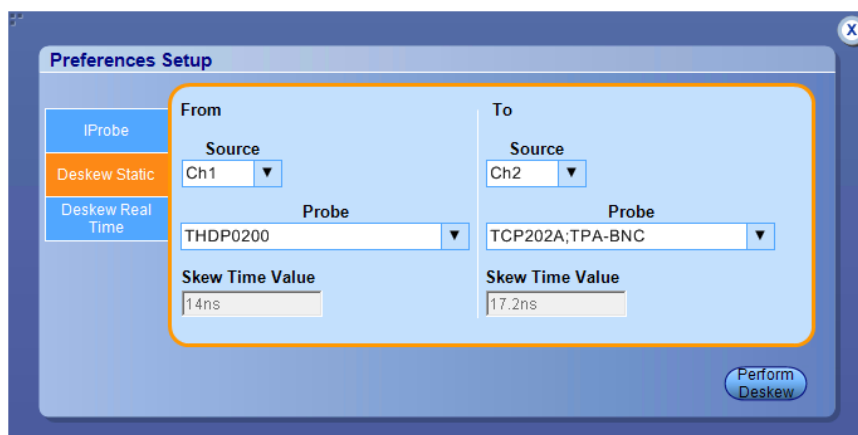 X
Preferences Setup
IProbe
Deskew Static
Deskew Real
Time
From
Source
Ch1
Probe
THDP0200
Skew Time Value
14ns
To
Source
Ch2
Probe
TCP202A;TPA-BNC
Skew Time Value
17.2ns
Perform
Deskew